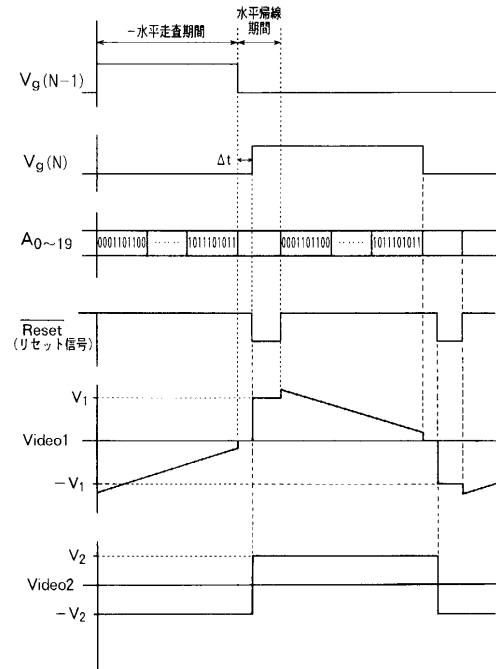 水平帰線
期間
一水平走査期間
Vg(N-1)
Vg(N)
Δt
A0~19
0001101100 ······ 1011101011 0001101100 ······ 1011101011
Reset
(リセット信号)
V1
Video1
-V1
V2
Video2
-V2